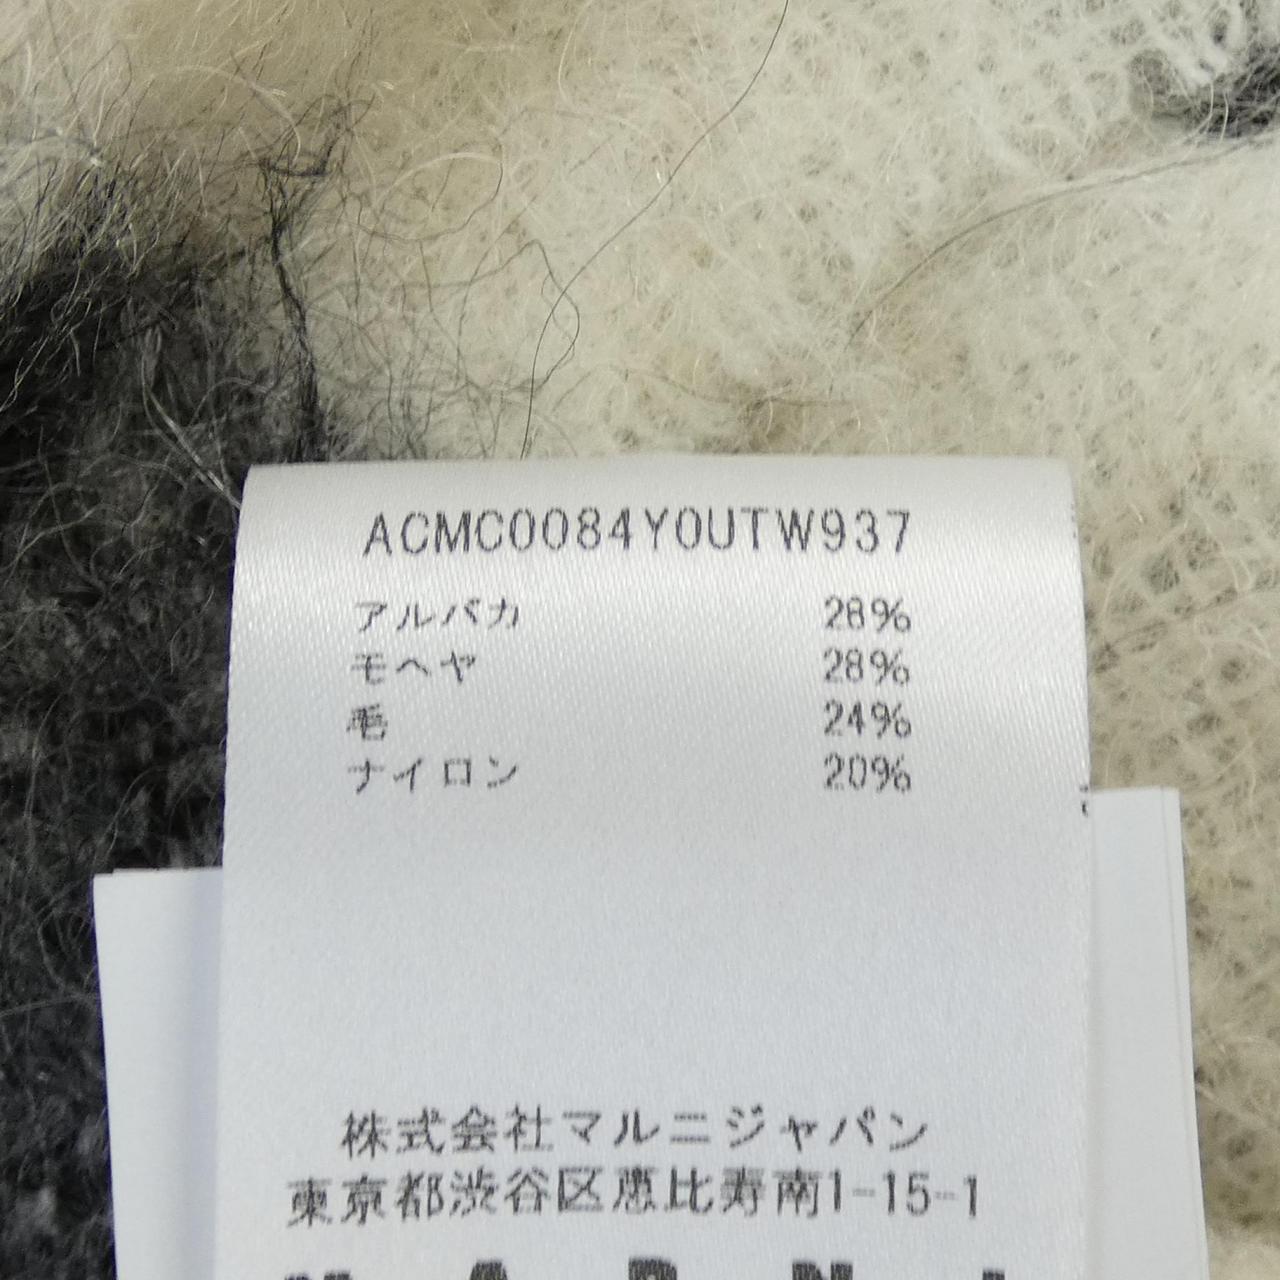 ACMC0084Y0UTW937
アルパカ 28%
モヘヤ 28%
毛 24%
ナイロン 20%
株式会社マルニジャパン
東京都渋谷区恵比寿南1-15-1
MARNI